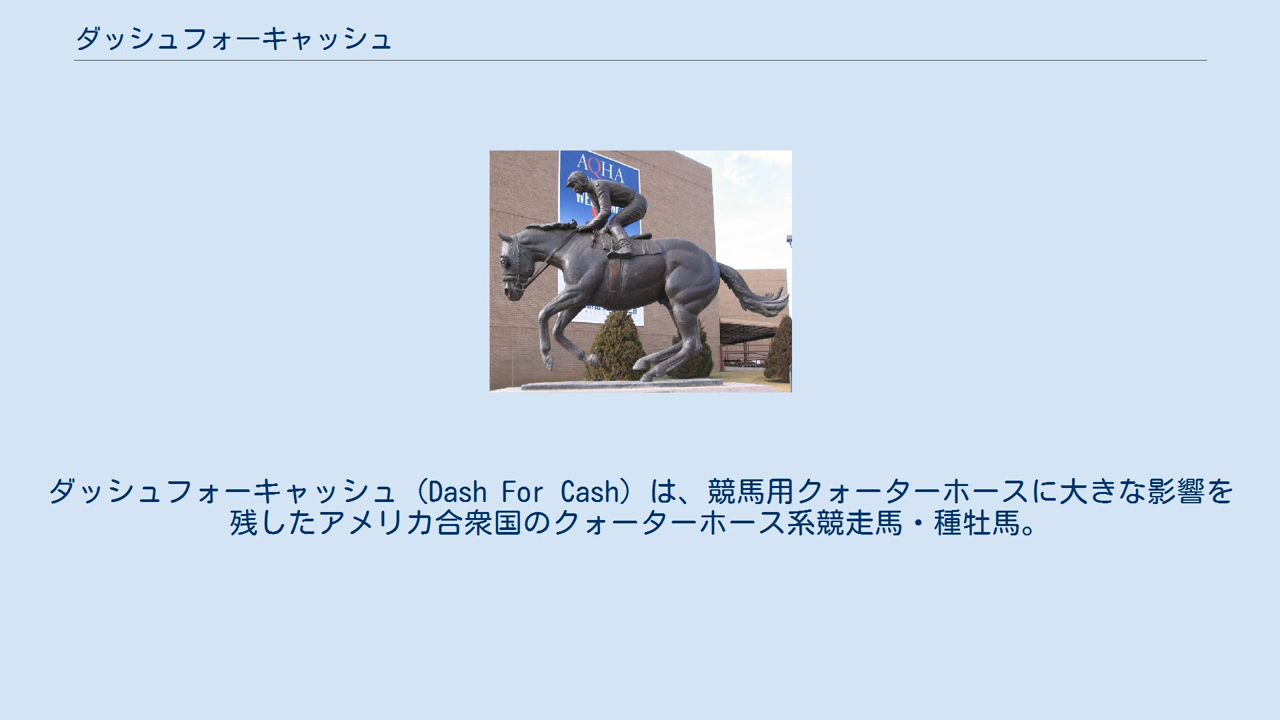 ダッシュフォーキャッシュ
AQHA
ダッシュフォーキャッシュ（Dash For Cash）は、競馬用クォーターホースに大きな影響を
残したアメリカ合衆国のクォーターホース系競走馬・種牡馬。